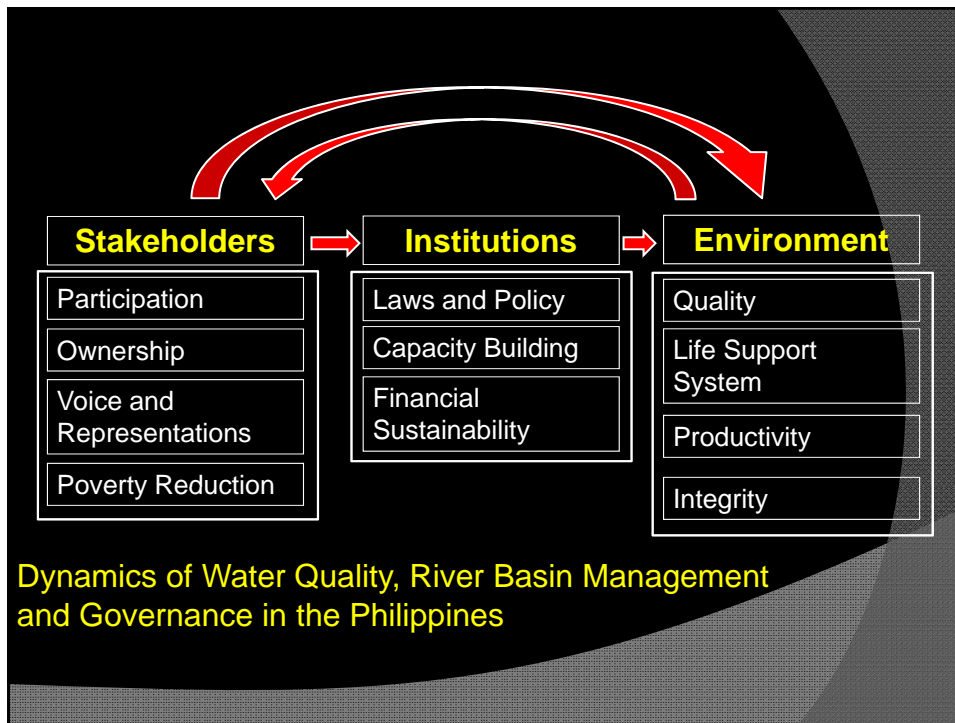 Stakeholders
Participation
Ownership
Voice and
Representations
Poverty Reduction
Institutions
Laws and Policy
Capacity Building
Financial
Sustainability
Environment
Quality
Life Support
System
Productivity
Integrity
Dynamics of Water Quality, River Basin Management
and Governance in the Philippines